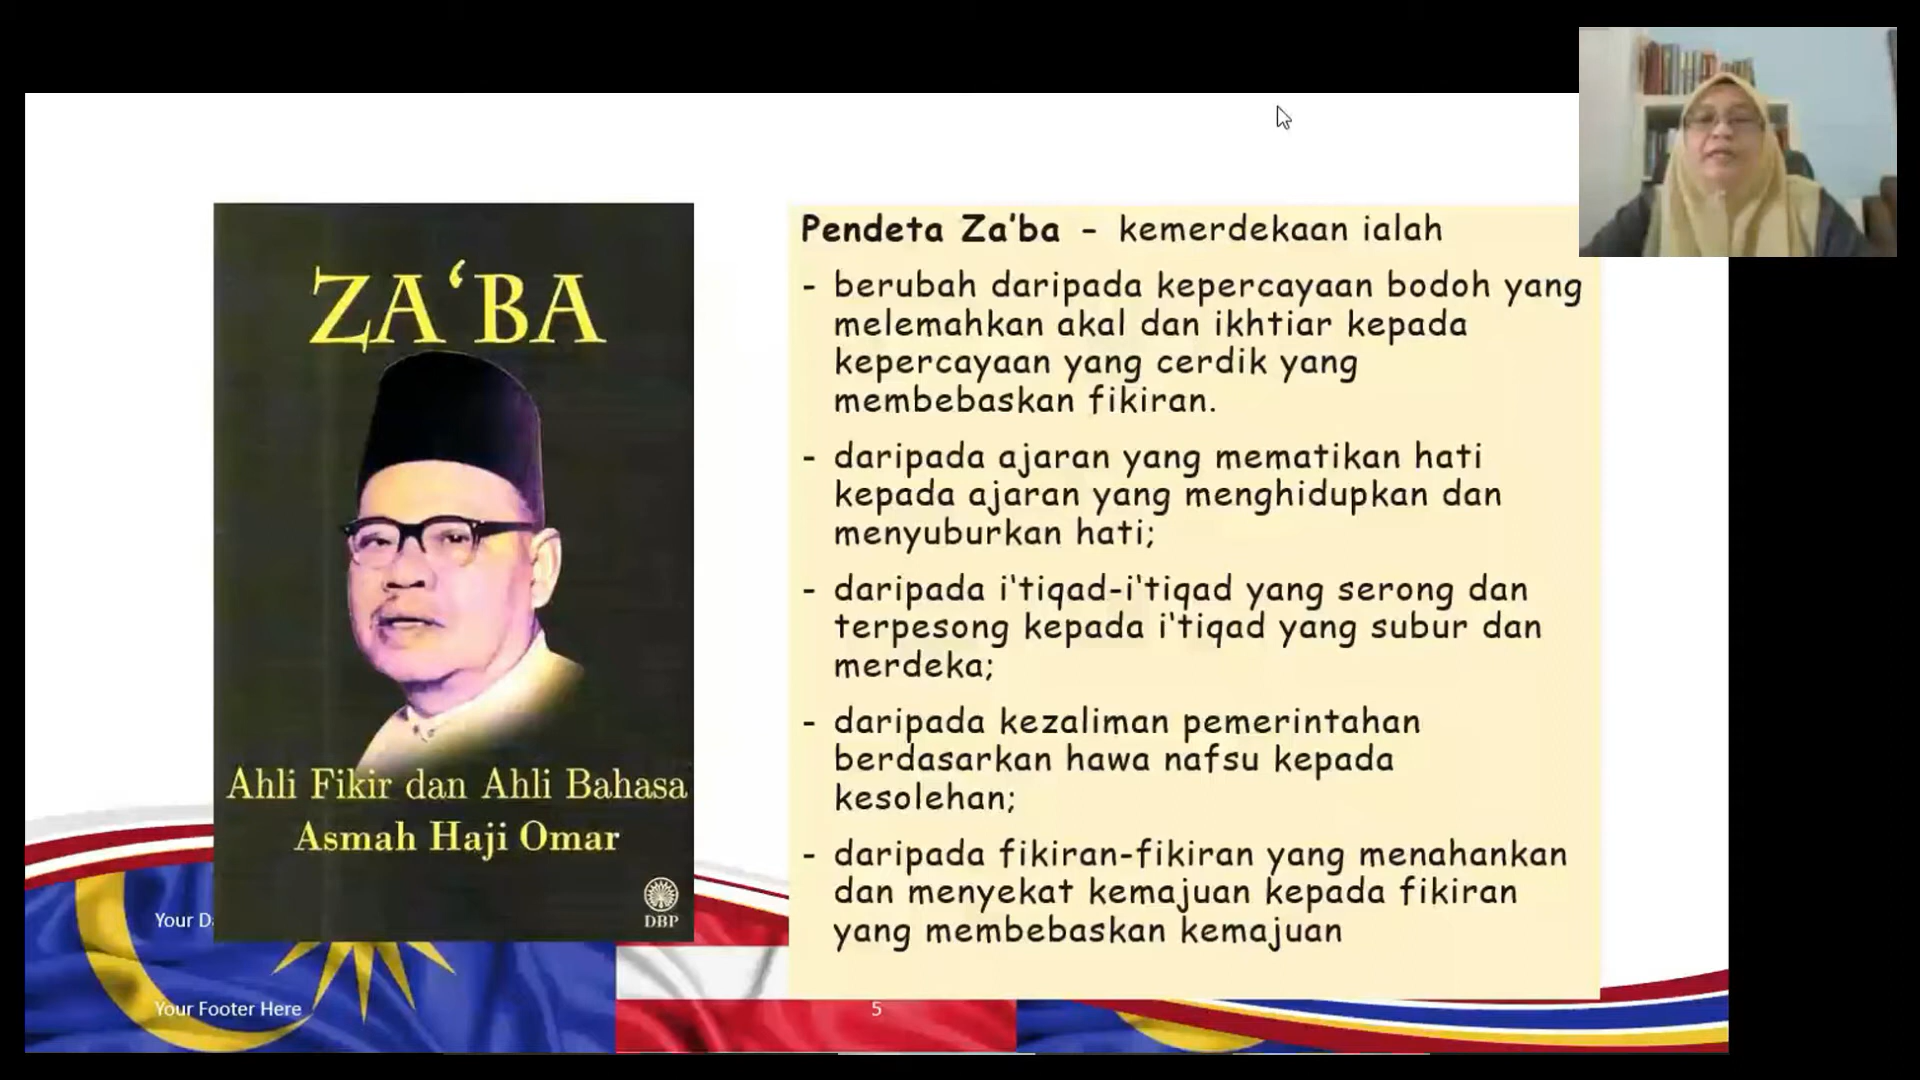 ZA‘BA
Ahli Fikir dan Ahli Bahasa
Asmah Haji Omar
DBP
Pendeta Za'ba - kemerdekaan ialah
- berubah daripada kepercayaan bodoh yang
melemahkan akal dan ikhtiar kepada
kepercayaan yang cerdik yang
membebaskan fikiran.
- daripada ajaran yang mematikan hati
kepada ajaran yang menghidupkan dan
menyuburkan hati;
- daripada i‘tiqad-i‘tiqad yang serong dan
terpesong kepada i‘tiqad yang subur dan
merdeka;
- daripada kezaliman pemerintahan
berdasarkan hawa nafsu kepada
kesolehan;
- daripada fikiran-fikiran yang menahankan
dan menyekat kemajuan kepada fikiran
yang membebaskan kemajuan
Your D
Your Footer Here
5